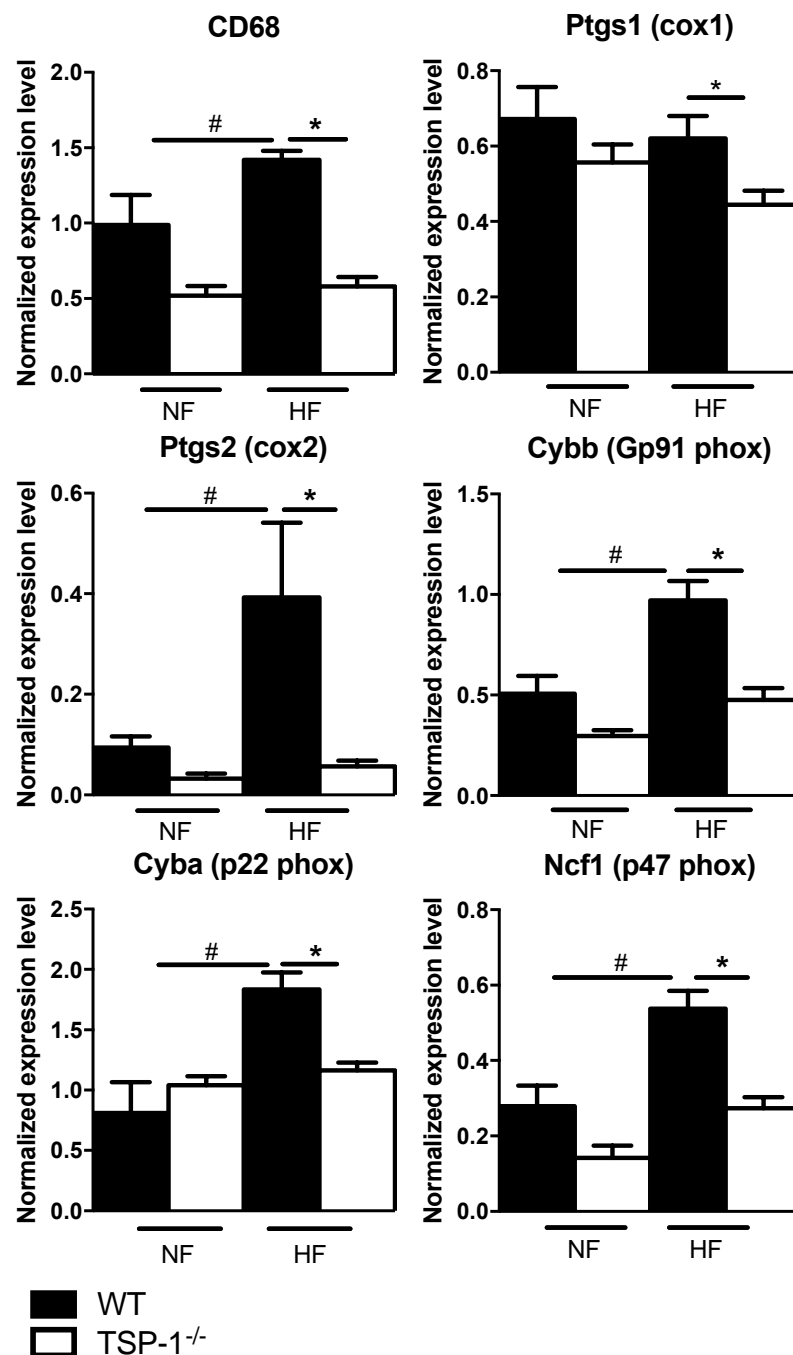 CD68
Normalized expression level
2.0
1.5
1.0
0.5
0.0
#
*
NF
HF
Ptgs1 (cox1)
Normalized expression level
0.8
0.6
0.4
0.2
0.0
*
NF
HF
Ptgs2 (cox2)
Normalized expression level
0.6
0.4
0.2
0.0
#
*
NF
HF
Cybb (Gp91 phox)
Normalized expression level
1.5
1.0
0.5
0.0
#
*
NF
HF
Cyba (p22 phox)
Normalized expression level
2.5
2.0
1.5
1.0
0.5
0.0
#
*
NF
HF
Ncf1 (p47 phox)
Normalized expression level
0.8
0.6
0.4
0.2
0.0
#
*
NF
HF
WT
TSP-1-/-